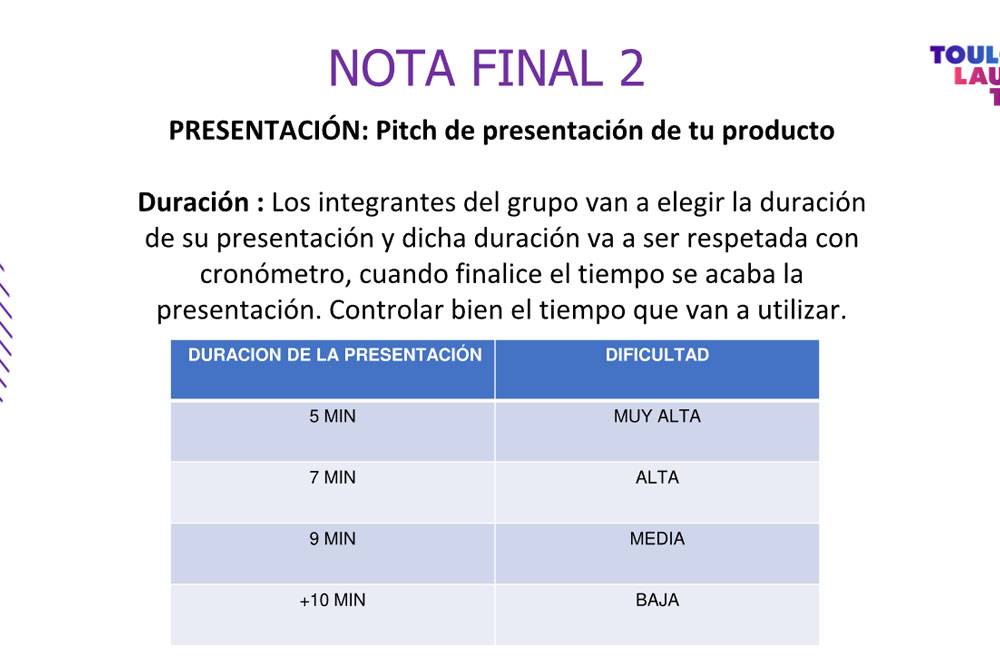 NOTA FINAL 2
TOUL
LAU
T
PRESENTACIÓN: Pitch de presentación de tu producto
Duración : Los integrantes del grupo van a elegir la duración
de su presentación y dicha duración va a ser respetada con
cronómetro, cuando finalice el tiempo se acaba la
presentación. Controlar bien el tiempo que van a utilizar.
DURACION DE LA PRESENTACIÓN DIFICULTAD
5 MIN MUY ALTA
7 MIN ALTA
9 MIN MEDIA
+10 MIN BAJA